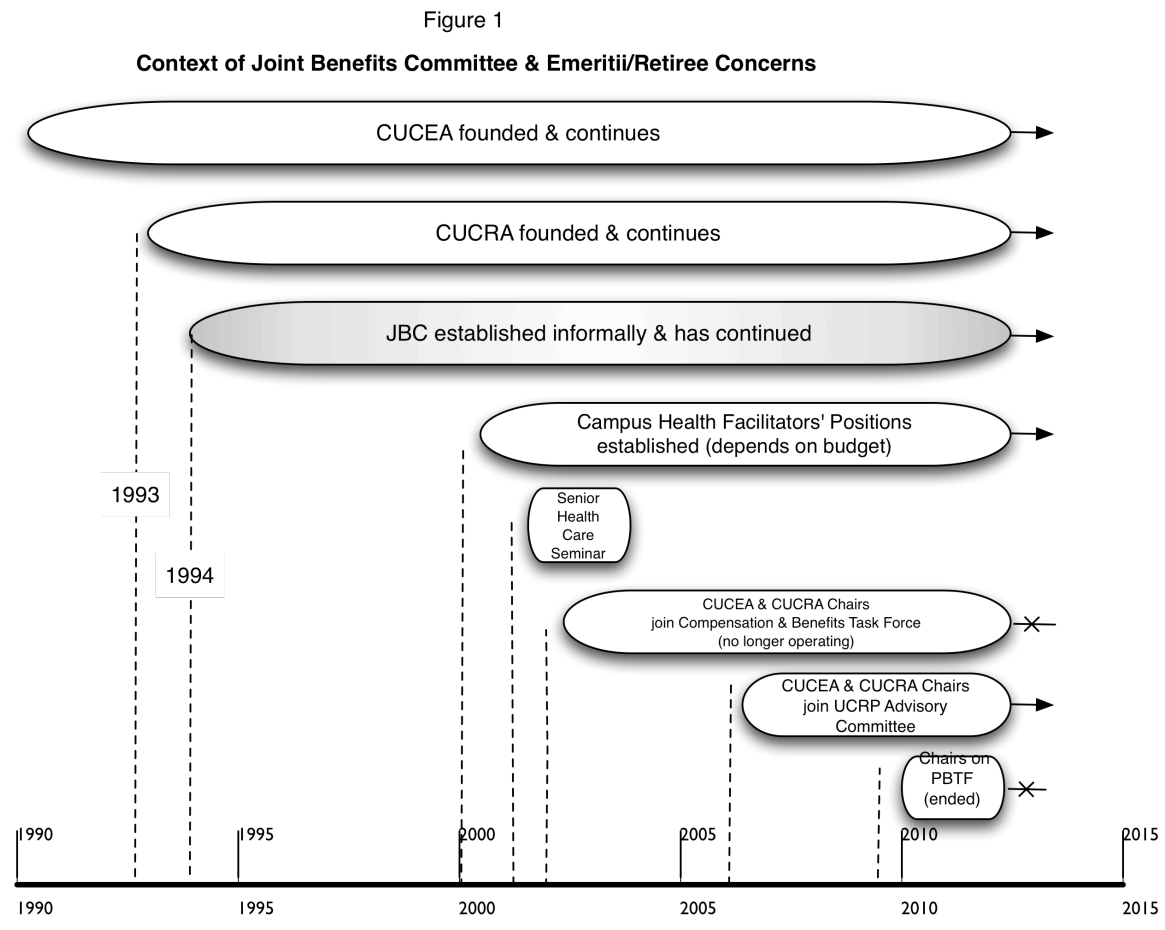 Figure 1
Context of Joint Benefits Committee & Emeritii/Retiree Concerns
CUCEA founded & continues
CUCRA founded & continues
JBC established informally & has continued
Campus Health Facilitators' Positions
established (depends on budget)
1993
Senior
Health
Care
Seminar
1994
CUCEA & CUCRA Chairs
join Compensation & Benefits Task Force
(no longer operating)
CUCEA & CUCRA Chairs
join UCRP Advisory
Committee
Chairs on
PBTF
(ended)
1990 1995 2000 2005 2010 2015
1990 1995 2000 2005 2010 2015